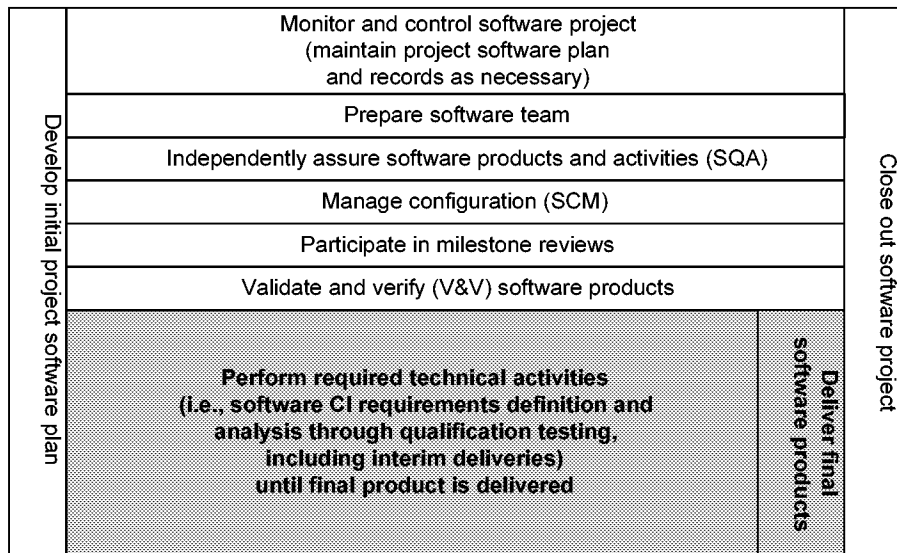 Develop initial project software plan
Monitor and control software project
(maintain project software plan
and records as necessary)
Prepare software team
Independently assure software products and activities (SQA)
Manage configuration (SCM)
Participate in milestone reviews
Validate and verify (V&V) software products
Perform required technical activities
(i.e., software CI requirements definition and
analysis through qualification testing,
including interim deliveries)
until final product is delivered
Deliver final
software products
Close out software project